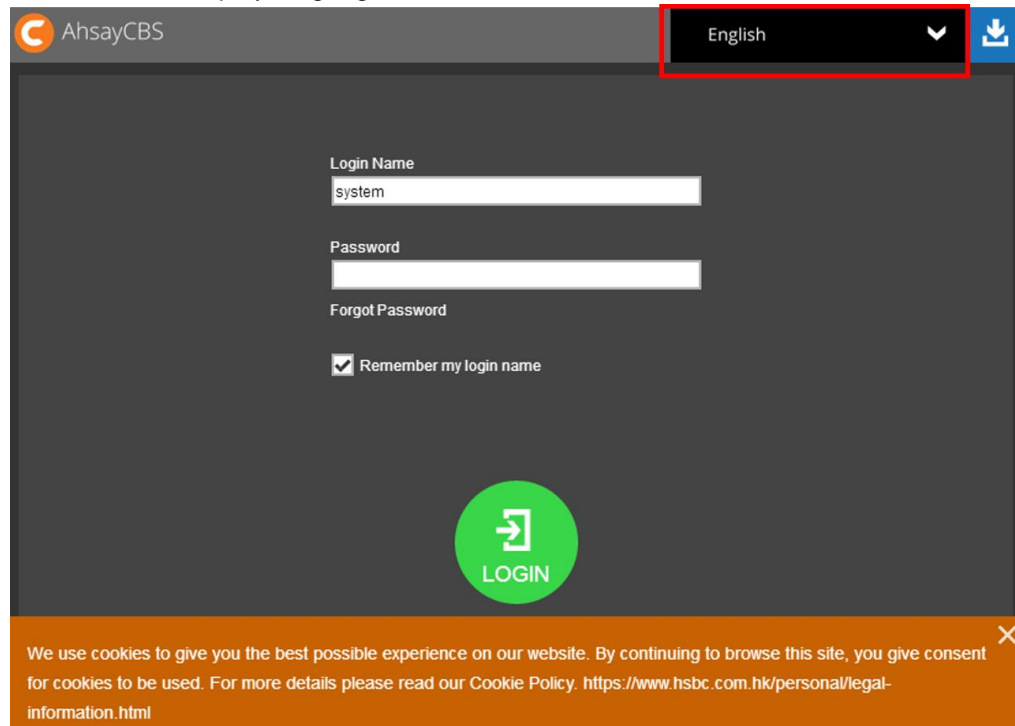 AhsayCBS
English
Login Name
system
Password
Forgot Password
Remember my login name
LOGIN
We use cookies to give you the best possible experience on our website. By continuing to browse this site, you give consent
for cookies to be used. For more details please read our Cookie Policy. https://www.hsbc.com.hk/personal/legal-
information.html